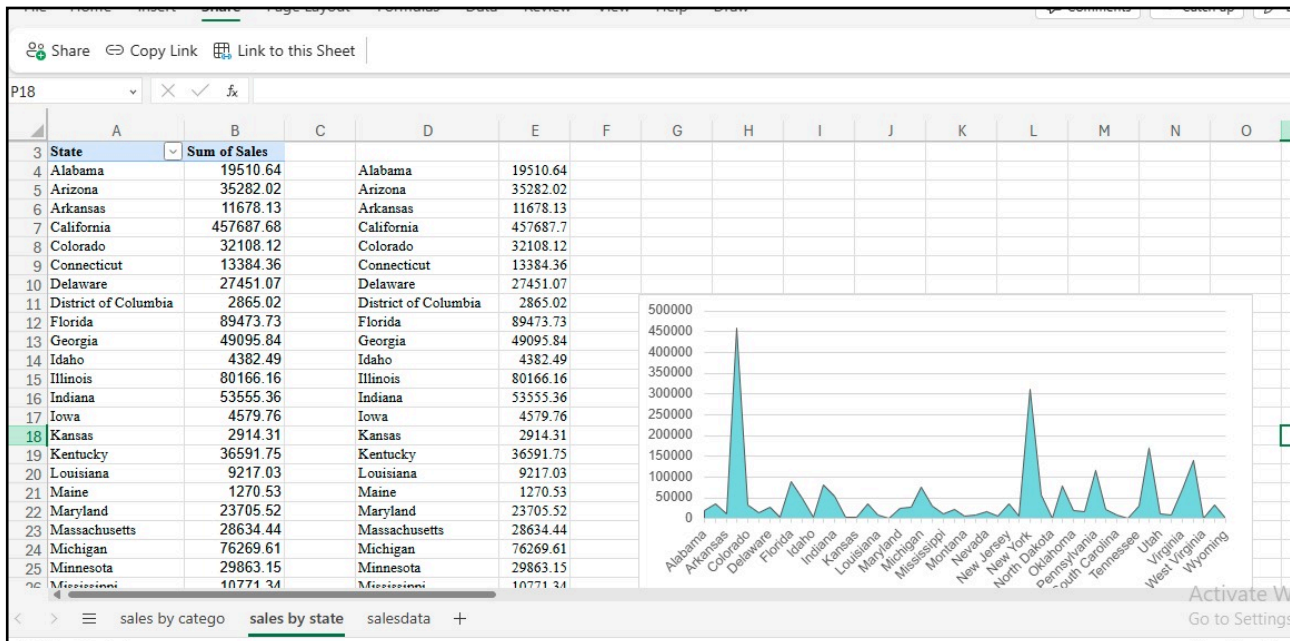 Share Copy Link Link to this Sheet
P18 fx
A B C D E F G H I J K L M N O
3 State Sum of Sales
4 Alabama 19510.64 Alabama 19510.64
5 Arizona 35282.02 Arizona 35282.02
6 Arkansas 11678.13 Arkansas 11678.13
7 California 457687.68 California 457687.7
8 Colorado 32108.12 Colorado 32108.12
9 Connecticut 13384.36 Connecticut 13384.36
10 Delaware 27451.07 Delaware 27451.07
11 District of Columbia 2865.02 District of Columbia 2865.02
12 Florida 89473.73 Florida 89473.73
13 Georgia 49095.84 Georgia 49095.84
14 Idaho 4382.49 Idaho 4382.49
15 Illinois 80166.16 Illinois 80166.16
16 Indiana 53555.36 Indiana 53555.36
17 Iowa 4579.76 Iowa 4579.76
18 Kansas 2914.31 Kansas 2914.31
19 Kentucky 36591.75 Kentucky 36591.75
20 Louisiana 9217.03 Louisiana 9217.03
21 Maine 1270.53 Maine 1270.53
22 Maryland 23705.52 Maryland 23705.52
23 Massachusetts 28634.44 Massachusetts 28634.44
24 Michigan 76269.61 Michigan 76269.61
25 Minnesota 29863.15 Minnesota 29863.15
26 Mississippi 10771.34 Mississippi 10771.34
500000
450000
400000
350000
300000
250000
200000
150000
100000
50000
0
Alabama
Arkansas
Colorado
Delaware
Florida
Idaho
Indiana
Kansas
Louisiana
Maryland
Michigan
Mississippi
Montana
Nevada
New Jersey
New York
North Dakota
Oklahoma
Pennsylvania
South Carolina
Tennessee
Utah
Virginia
West Virginia
Wyoming
Activate W
Go to Settings
sales by catego sales by state salesdata +